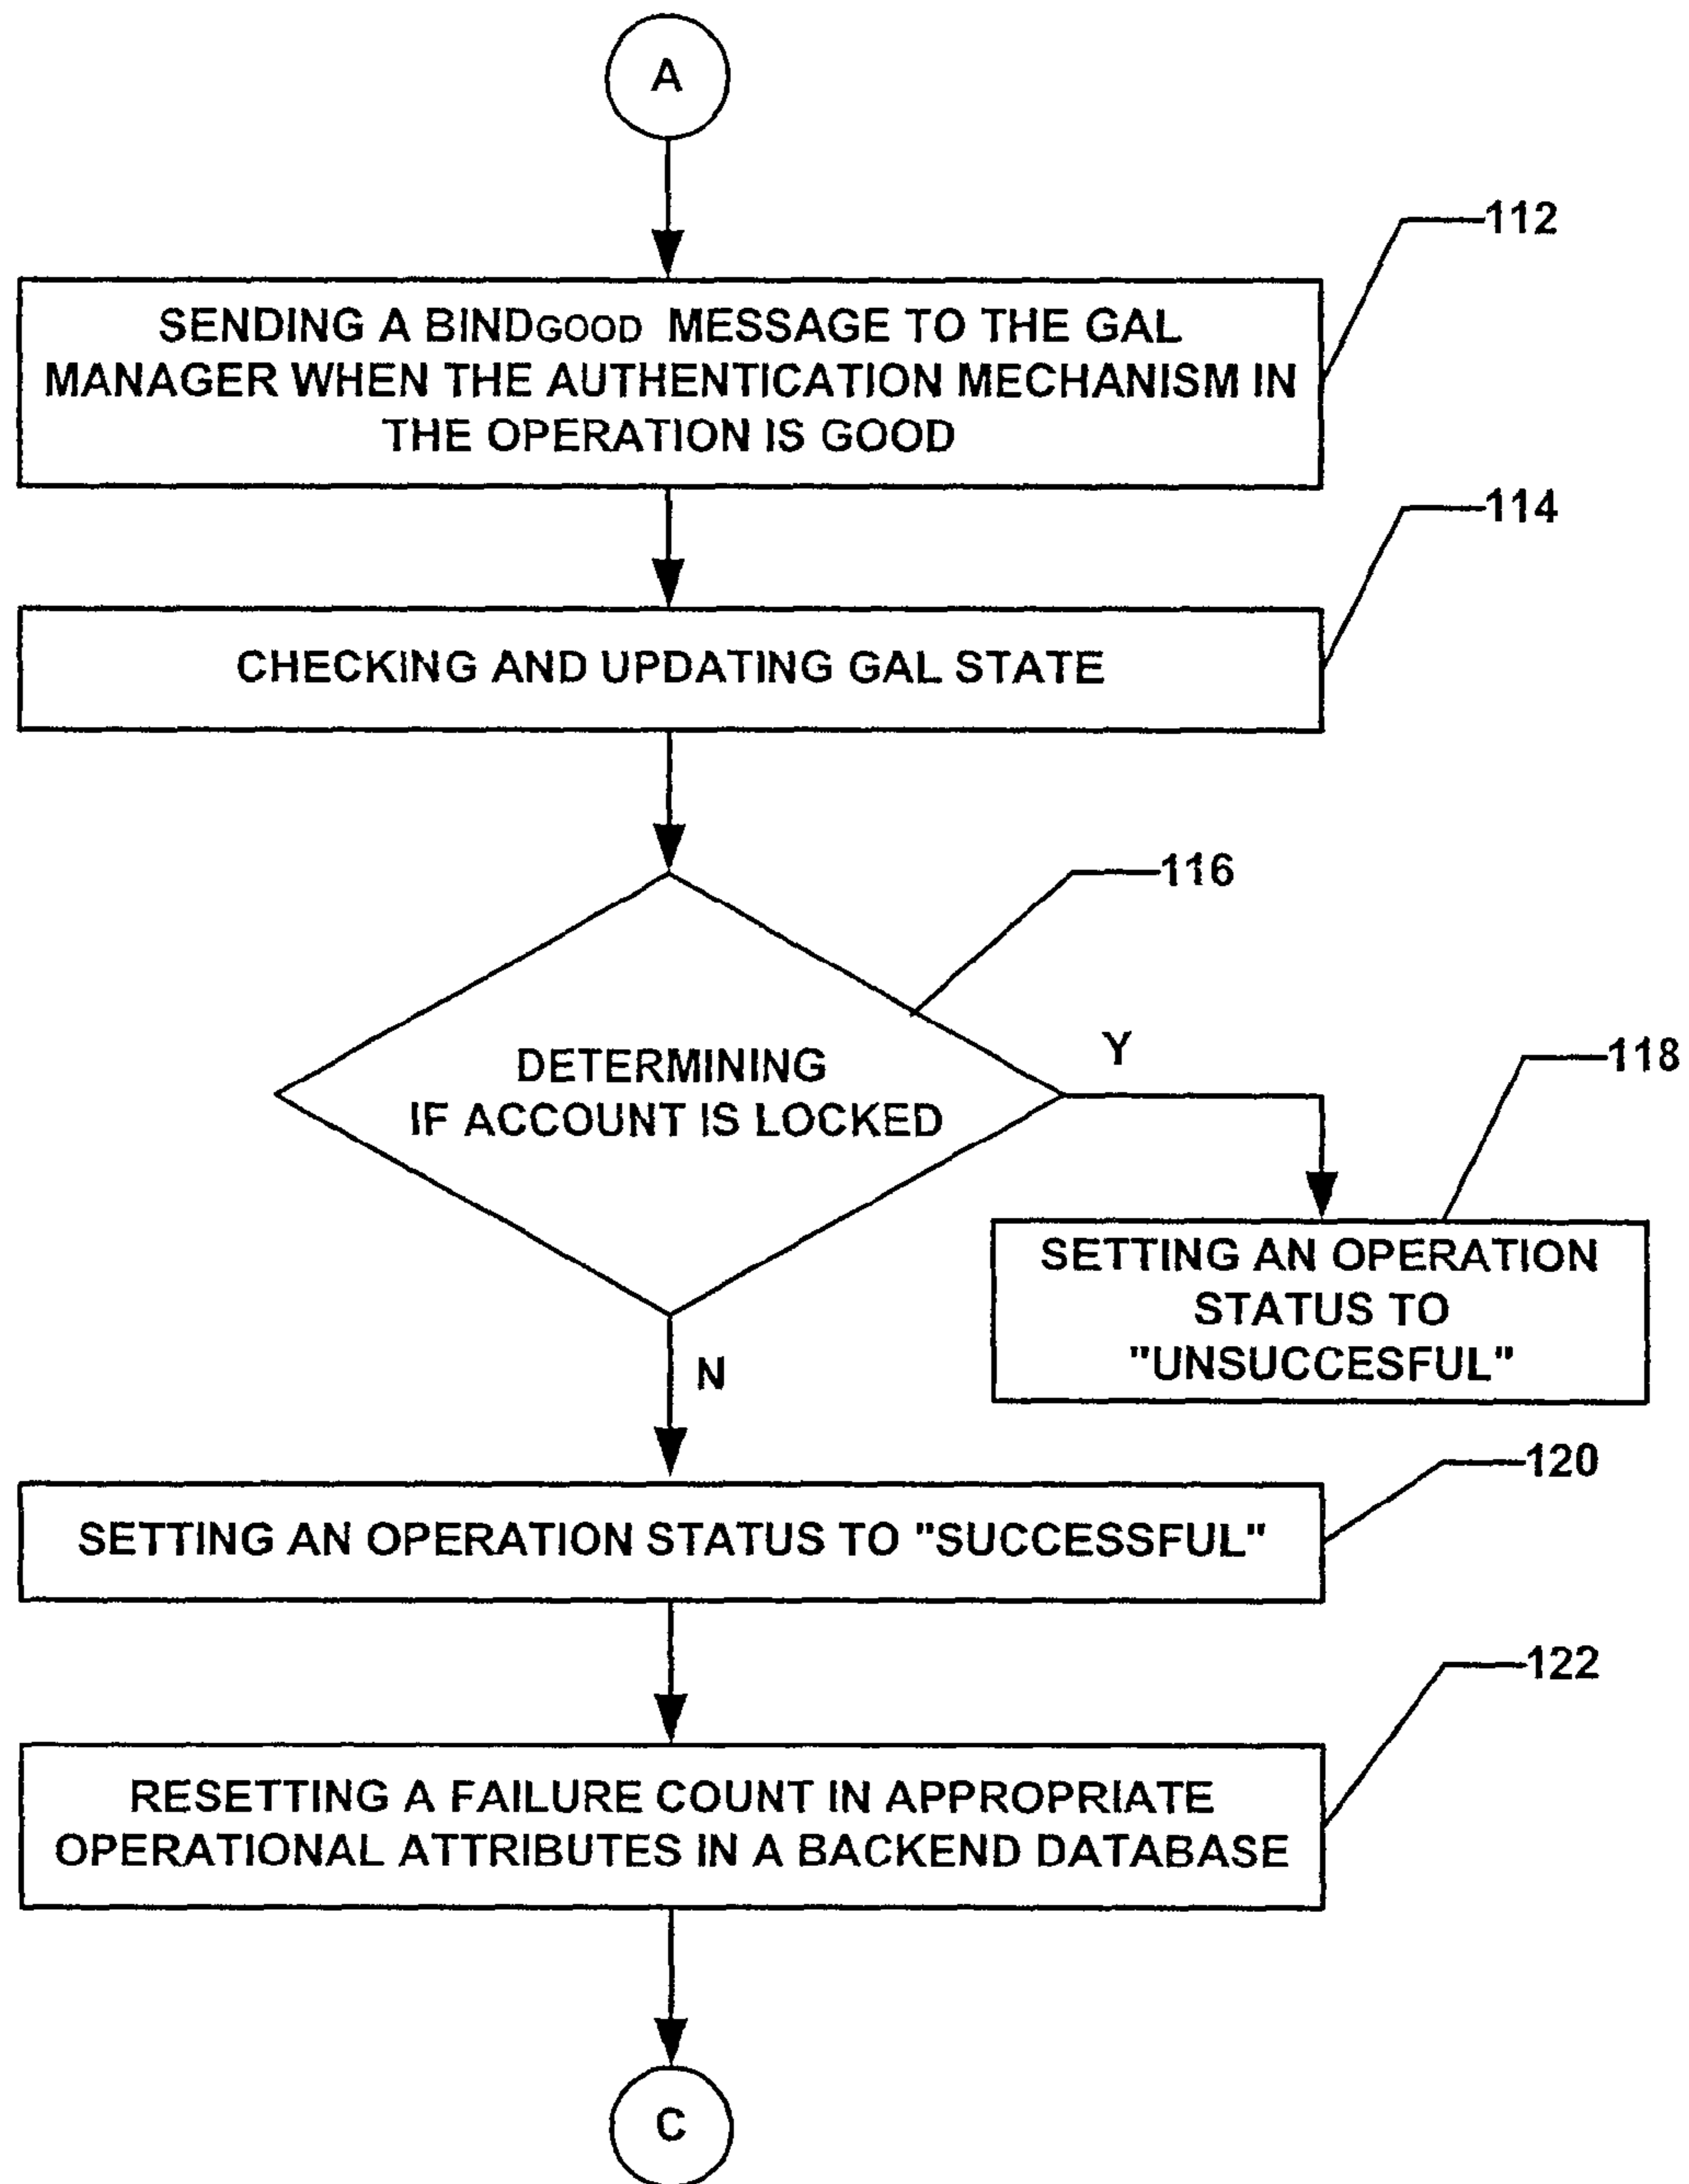 A
112
SENDING A BINDGOOD MESSAGE TO THE GAL
MANAGER WHEN THE AUTHENTICATION MECHANISM IN
THE OPERATION IS GOOD
114
CHECKING AND UPDATING GAL STATE
116
DETERMINING
IF ACCOUNT IS LOCKED
Y
118
SETTING AN OPERATION
STATUS TO
"UNSUCCESFUL"
N
120
SETTING AN OPERATION STATUS TO "SUCCESSFUL"
122
RESETTING A FAILURE COUNT IN APPROPRIATE
OPERATIONAL ATTRIBUTES IN A BACKEND DATABASE
C